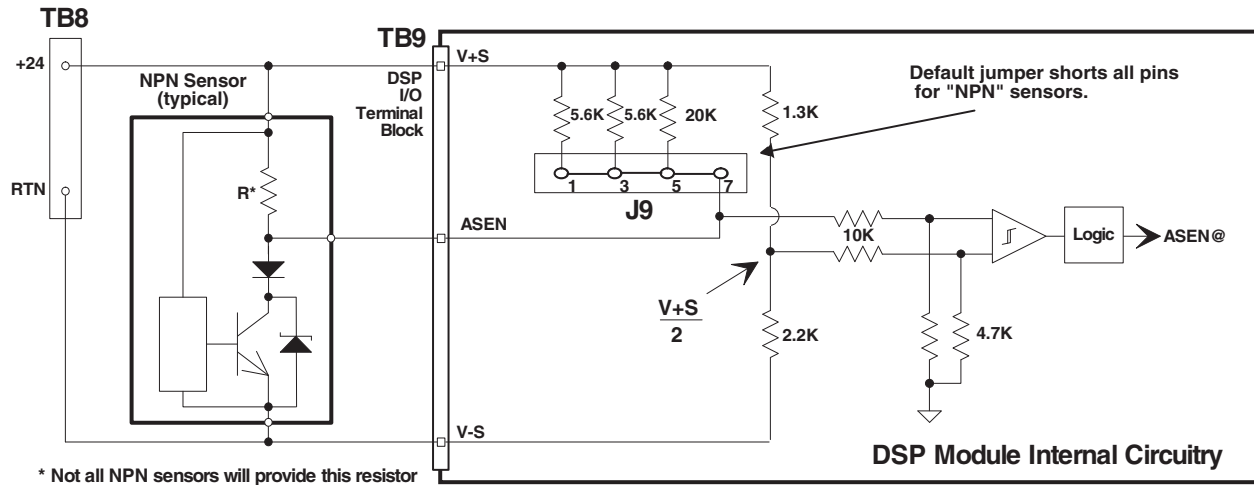 TB8
+24
RTN
NPN Sensor
(typical)
R*
* Not all NPN sensors will provide this resistor
TB9
DSP
I/O
Terminal
Block
V+S
ASEN
V-S
5.6K
5.6K
20K
1.3K
1
3
5
7
J9
Default jumper shorts all pins
for "NPN" sensors.
10K
V+S
2
2.2K
4.7K
Logic
ASEN@
DSP Module Internal Circuitry